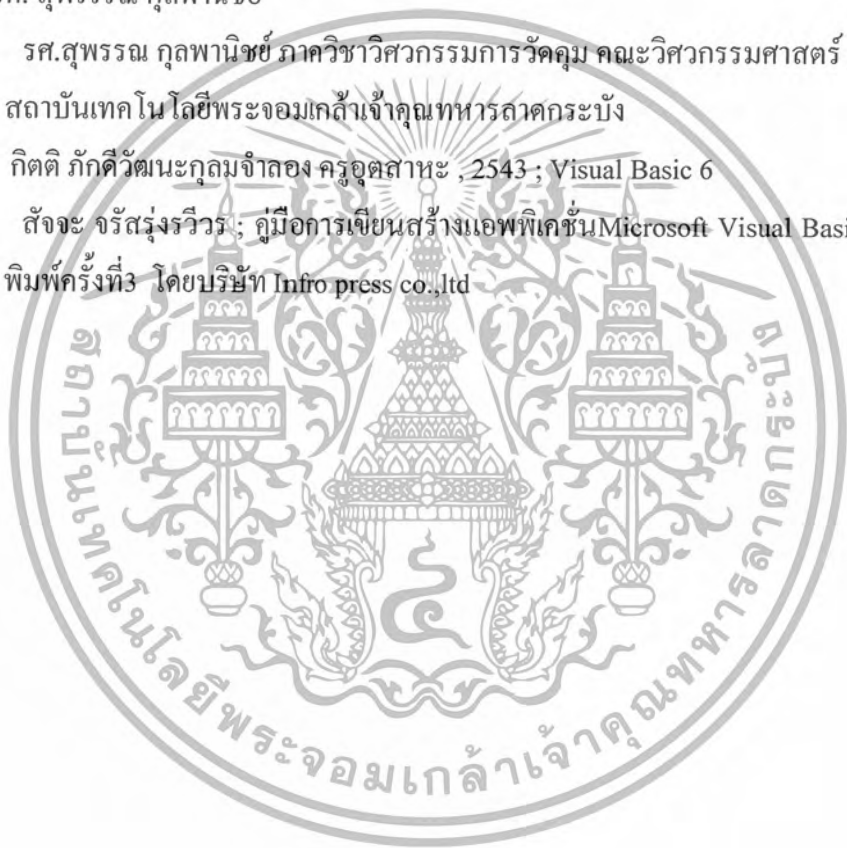 รศ.สุพรรณ กุลพานิชย์ ภาควิชาวิศวกรรมการวัดคุม คณะวิศวกรรมศาสตร์
สถาบันเทคโนโลยีพระจอมเกล้าเจ้าคุณทหารลาดกระบัง
กิตติ ภักดีวัฒนะกุลมจำลอง ครูอุตสาหะ , 2543 ; Visual Basic 6
สัจจะ จรัสรุ่งรวีวร ; คู่มือการเขียนสร้างแอพพิเคชั่นMicrosoft Visual Basi
พิมพ์ครั้งที่3 โดยบริษัท Infro press co.,ltd
สถาบันเทคโนโลยีพระจอมเกล้าเจ้าคุณทหารลาดกระบัง